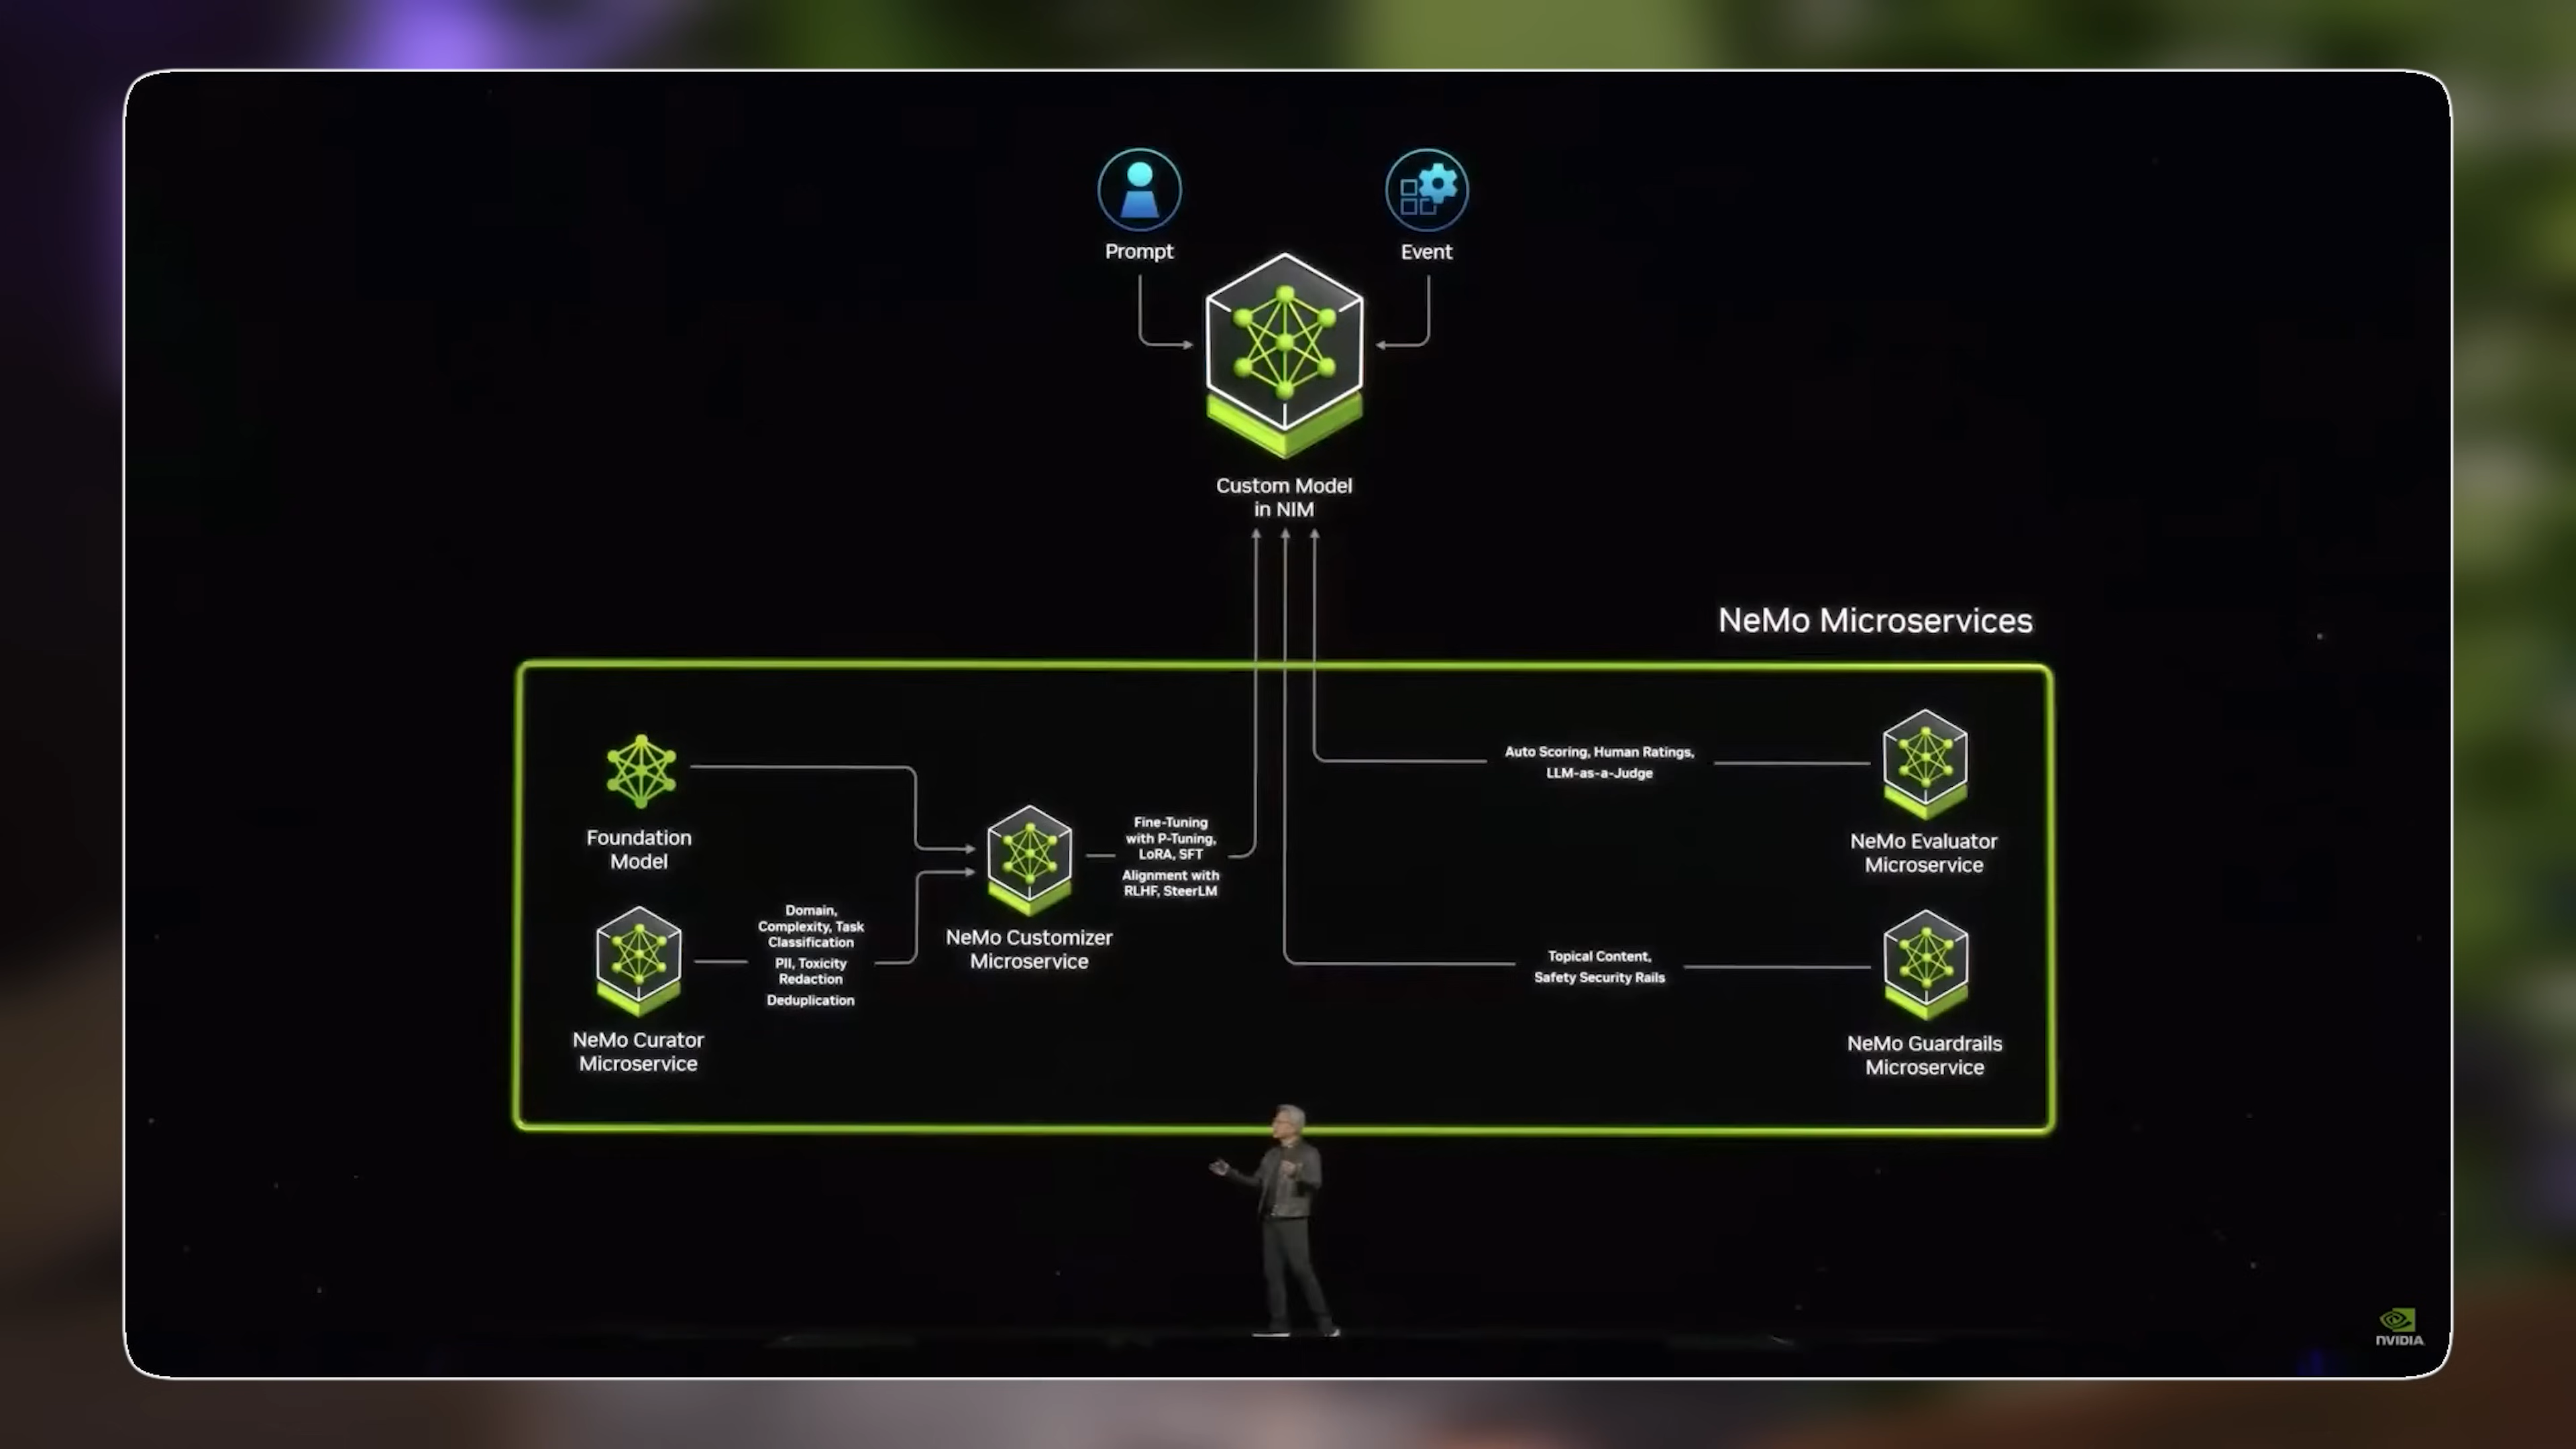 Prompt
Event
Custom Model
in NIM
NeMo Microservices
Foundation
Model
NeMo Curator
Microservice
Domain,
Complexity, Task
Classification
PII, Toxicity
Redaction
Deduplication
NeMo Customizer
Microservice
Fine-Tuning
with P-Tuning,
LoRA, SFT
Alignment with
RLHF, SteerLM
Auto Scoring, Human Ratings,
LLM-as-a-Judge
NeMo Evaluator
Microservice
Topical Content,
Safety Security Rails
NeMo Guardrails
Microservice
NVIDIA